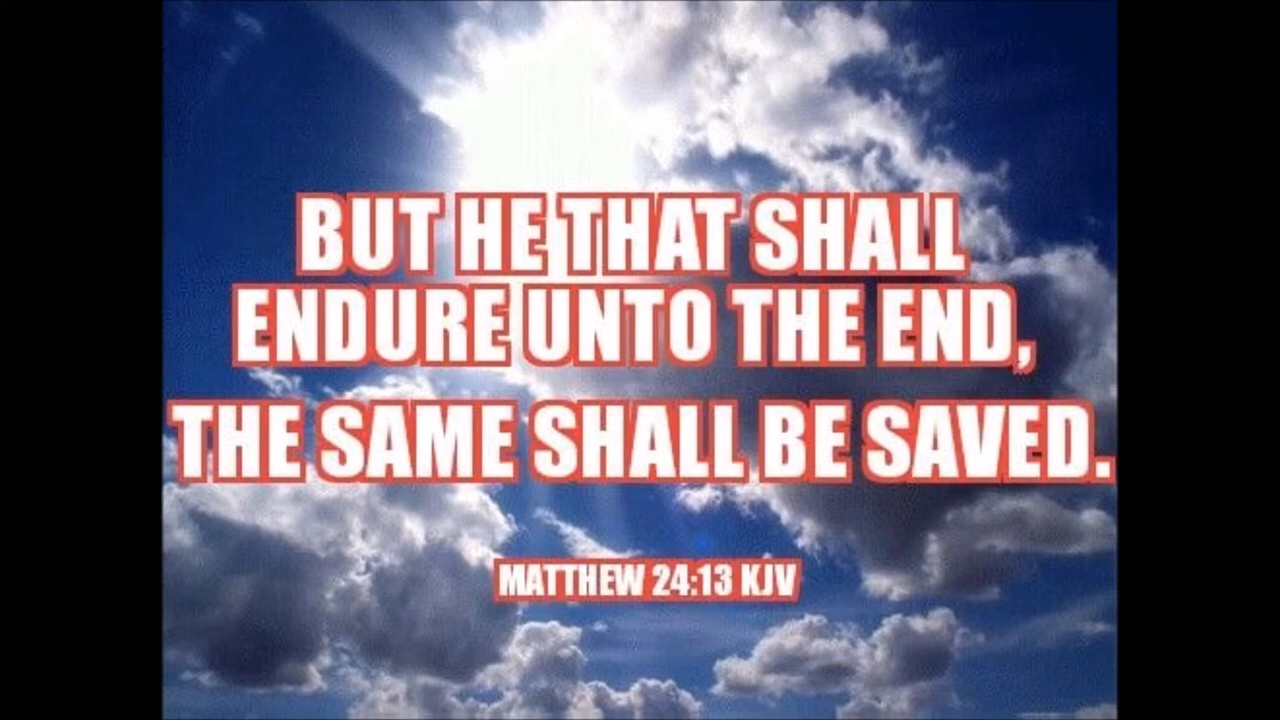 BUT HE THAT SHALL
ENDURE UNTO THE END,
THE SAME SHALL BE SAVED.
MATTHEW 24:13 KJV